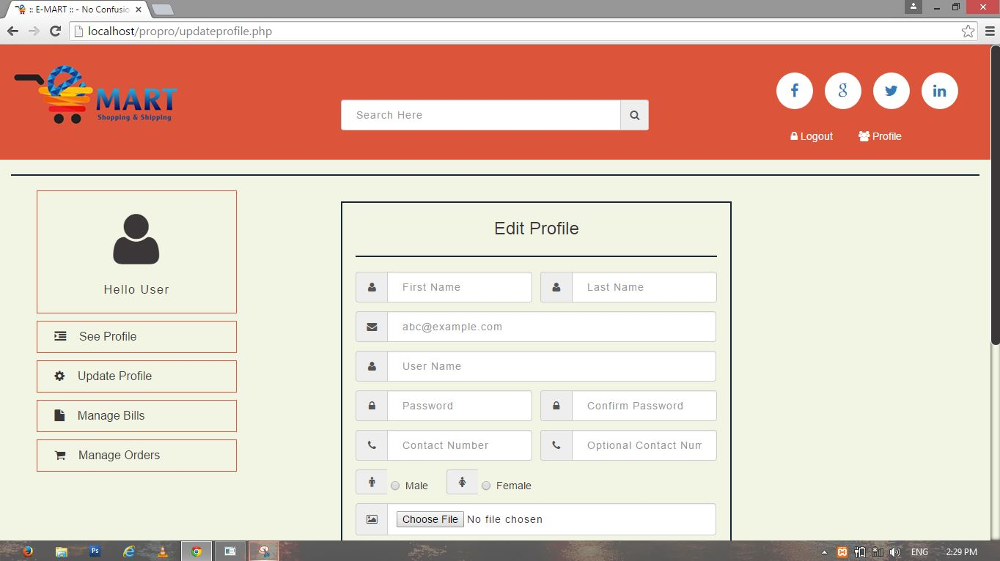 :: E-MART :: - No Confusio
localhost/propro/updateprofile.php
e MART
Shopping & Shipping
Search Here
Logout Profile
Hello User
See Profile
Update Profile
Manage Bills
Manage Orders
Edit Profile
First Name Last Name
abc@example.com
User Name
Password Confirm Password
Contact Number Optional Contact Num
Male Female
Choose File No file chosen
ENG 2:29 PM